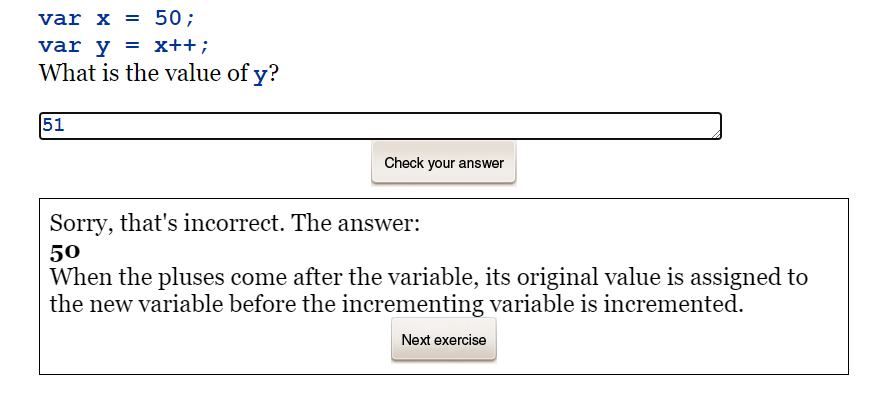 var x = 50;
var y = x++;
What is the value of y?
51
Check your answer
Sorry, that's incorrect. The answer:
50
When the pluses come after the variable, its original value is assigned to
the new variable before the incrementing variable is incremented.
Next exercise